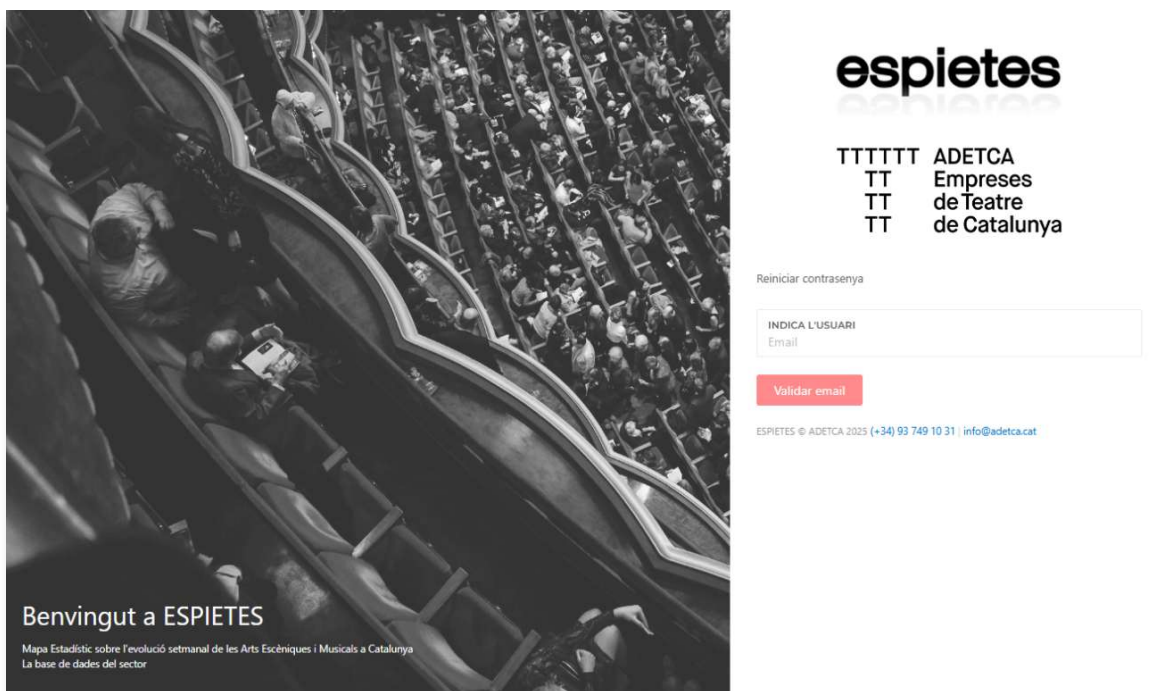 espietes
TTTTTT ADETCA
TT Empreses
TT de Teatre
TT de Catalunya
Reiniciar contrasenya
INDICA L'USUARI
Email
Validar email
ESPIETES © ADETCA 2025 (+34) 93 749 10 31 | info@adetca.cat
Benvingut a ESPIETES
Mapa Estadístic sobre l'evolució setmanal de les Arts Escèniques i Musicals a Catalunya
La base de dades del sector